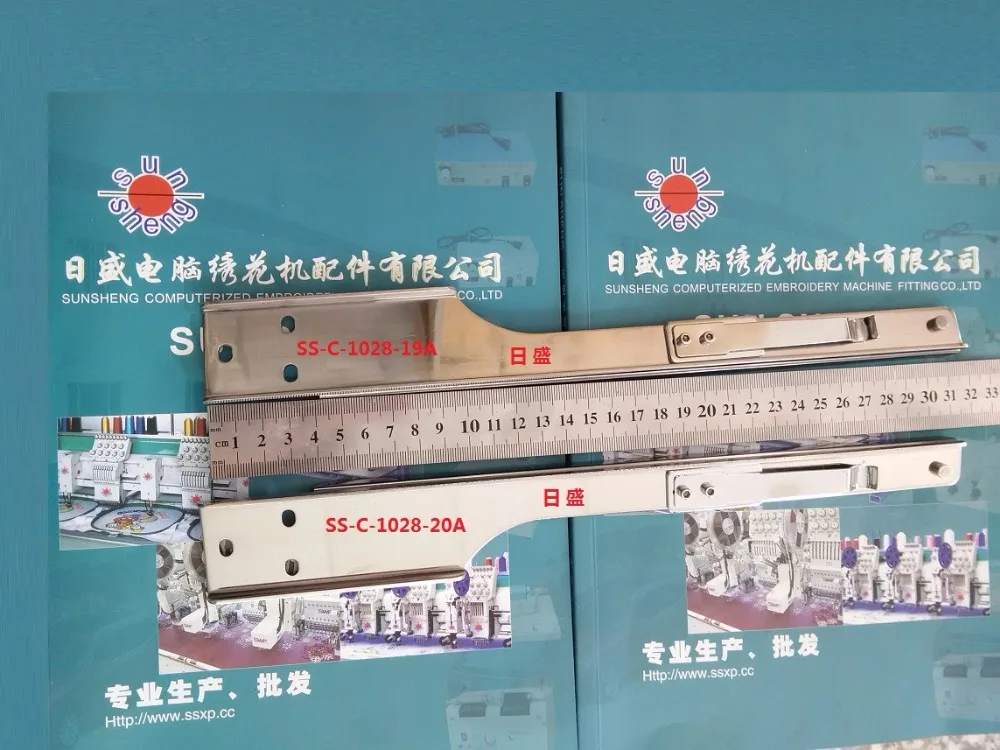 sun
sheng
日盛电脑绣花机配件有限公司
SUNSHENG COMPUTERIZED EMBROIDE CO.,LTD
sun
sheng
日盛电脑绣花机配件有限公司
SUNSHENG COMPUTERIZED EMBROIDERY MACHINE FITTING CO.,LTD
SS-C-1028-19A
日盛
cm 1 2 3 4 5 6 7 8 9 10 11 12 13 14 15 16 17 18 19 20 21 22 23 24 25 26 27 28 29 30 31 32 33
SS-C-1028-20A
日盛
专业生产、批发
Http://www.ssxp.cc
专业生产、批发
Http://www.ssxp.cc